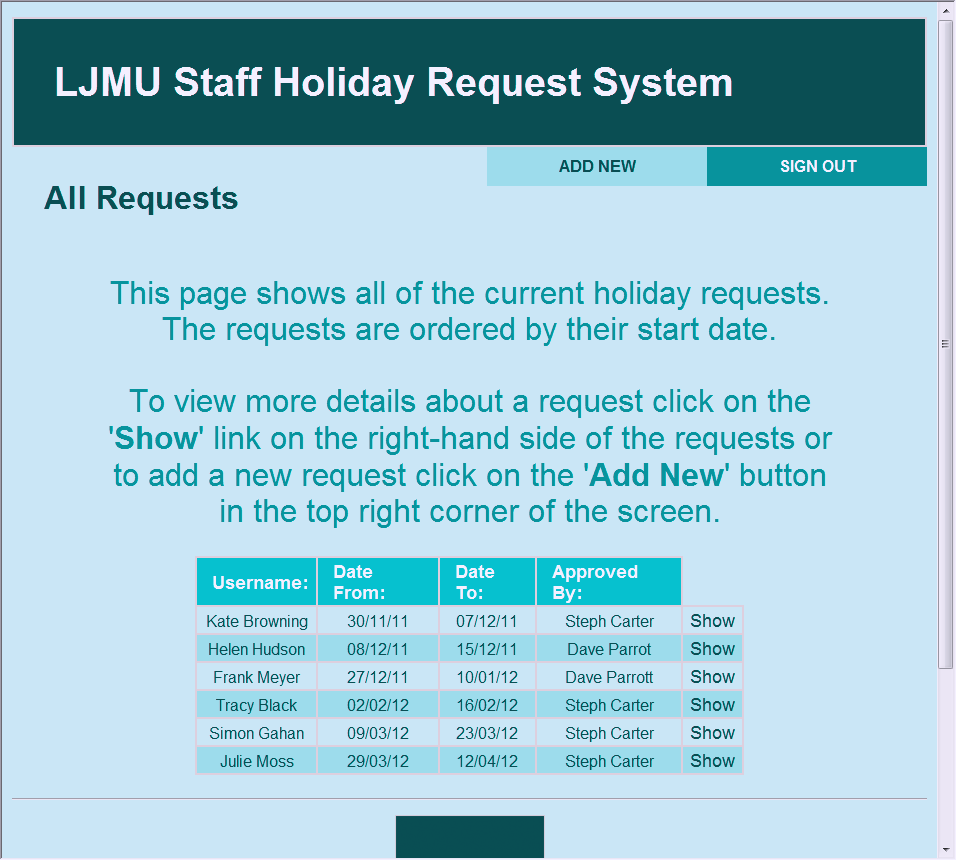 LJMU Staff Holiday Request System
ADD NEW SIGN OUT
All Requests
This page shows all of the current holiday requests.
The requests are ordered by their start date.
To view more details about a request click on the
'Show' link on the right-hand side of the requests or
to add a new request click on the 'Add New' button
in the top right corner of the screen.
Username: Date From: Date To: Approved By:
Kate Browning 30/11/11 07/12/11 Steph Carter Show
Helen Hudson 08/12/11 15/12/11 Dave Parrot Show
Frank Meyer 27/12/11 10/01/12 Dave Parrott Show
Tracy Black 02/02/12 16/02/12 Steph Carter Show
Simon Gahan 09/03/12 23/03/12 Steph Carter Show
Julie Moss 29/03/12 12/04/12 Steph Carter Show